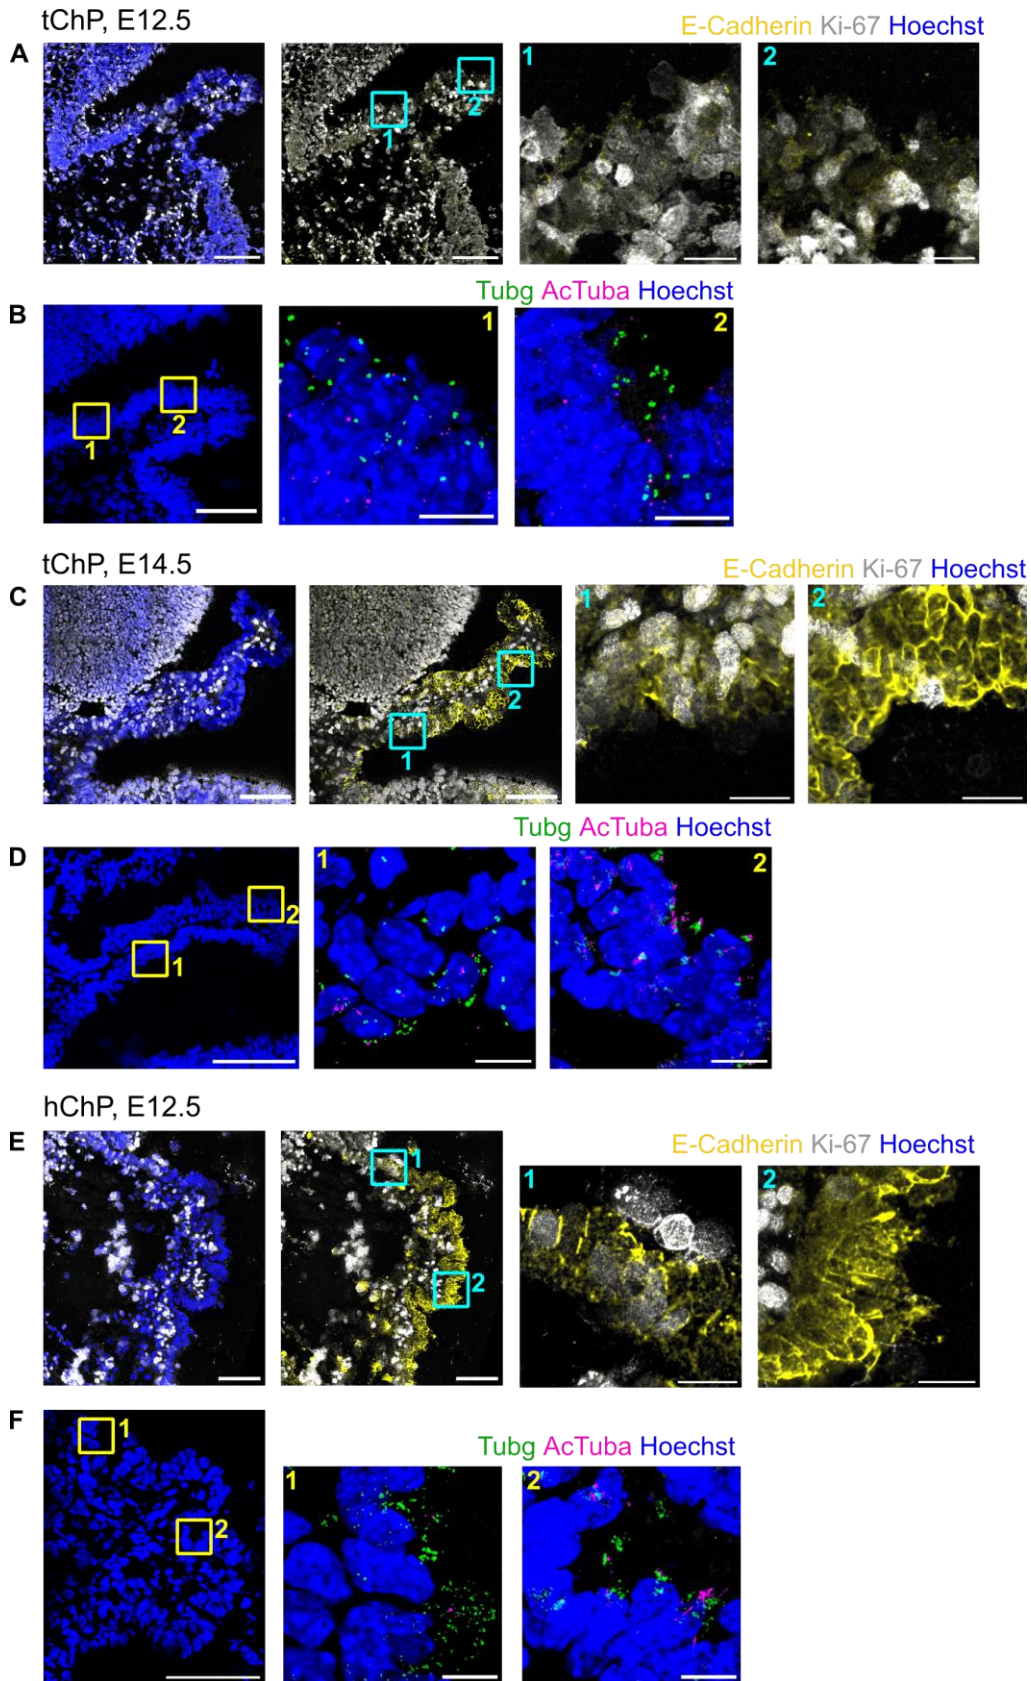 tChP, E12.5
E-Cadherin Ki-67 Hoechst
A
1
2
1
2
B
Tubg AcTuba Hoechst
B
1
2
1
2
tChP, E14.5
E-Cadherin Ki-67 Hoechst
C
1
2
1
2
Tubg AcTuba Hoechst
D
1
2
1
2
hChP, E12.5
E-Cadherin Ki-67 Hoechst
E
1
2
1
2
F
1
2
Tubg AcTuba Hoechst
1
2